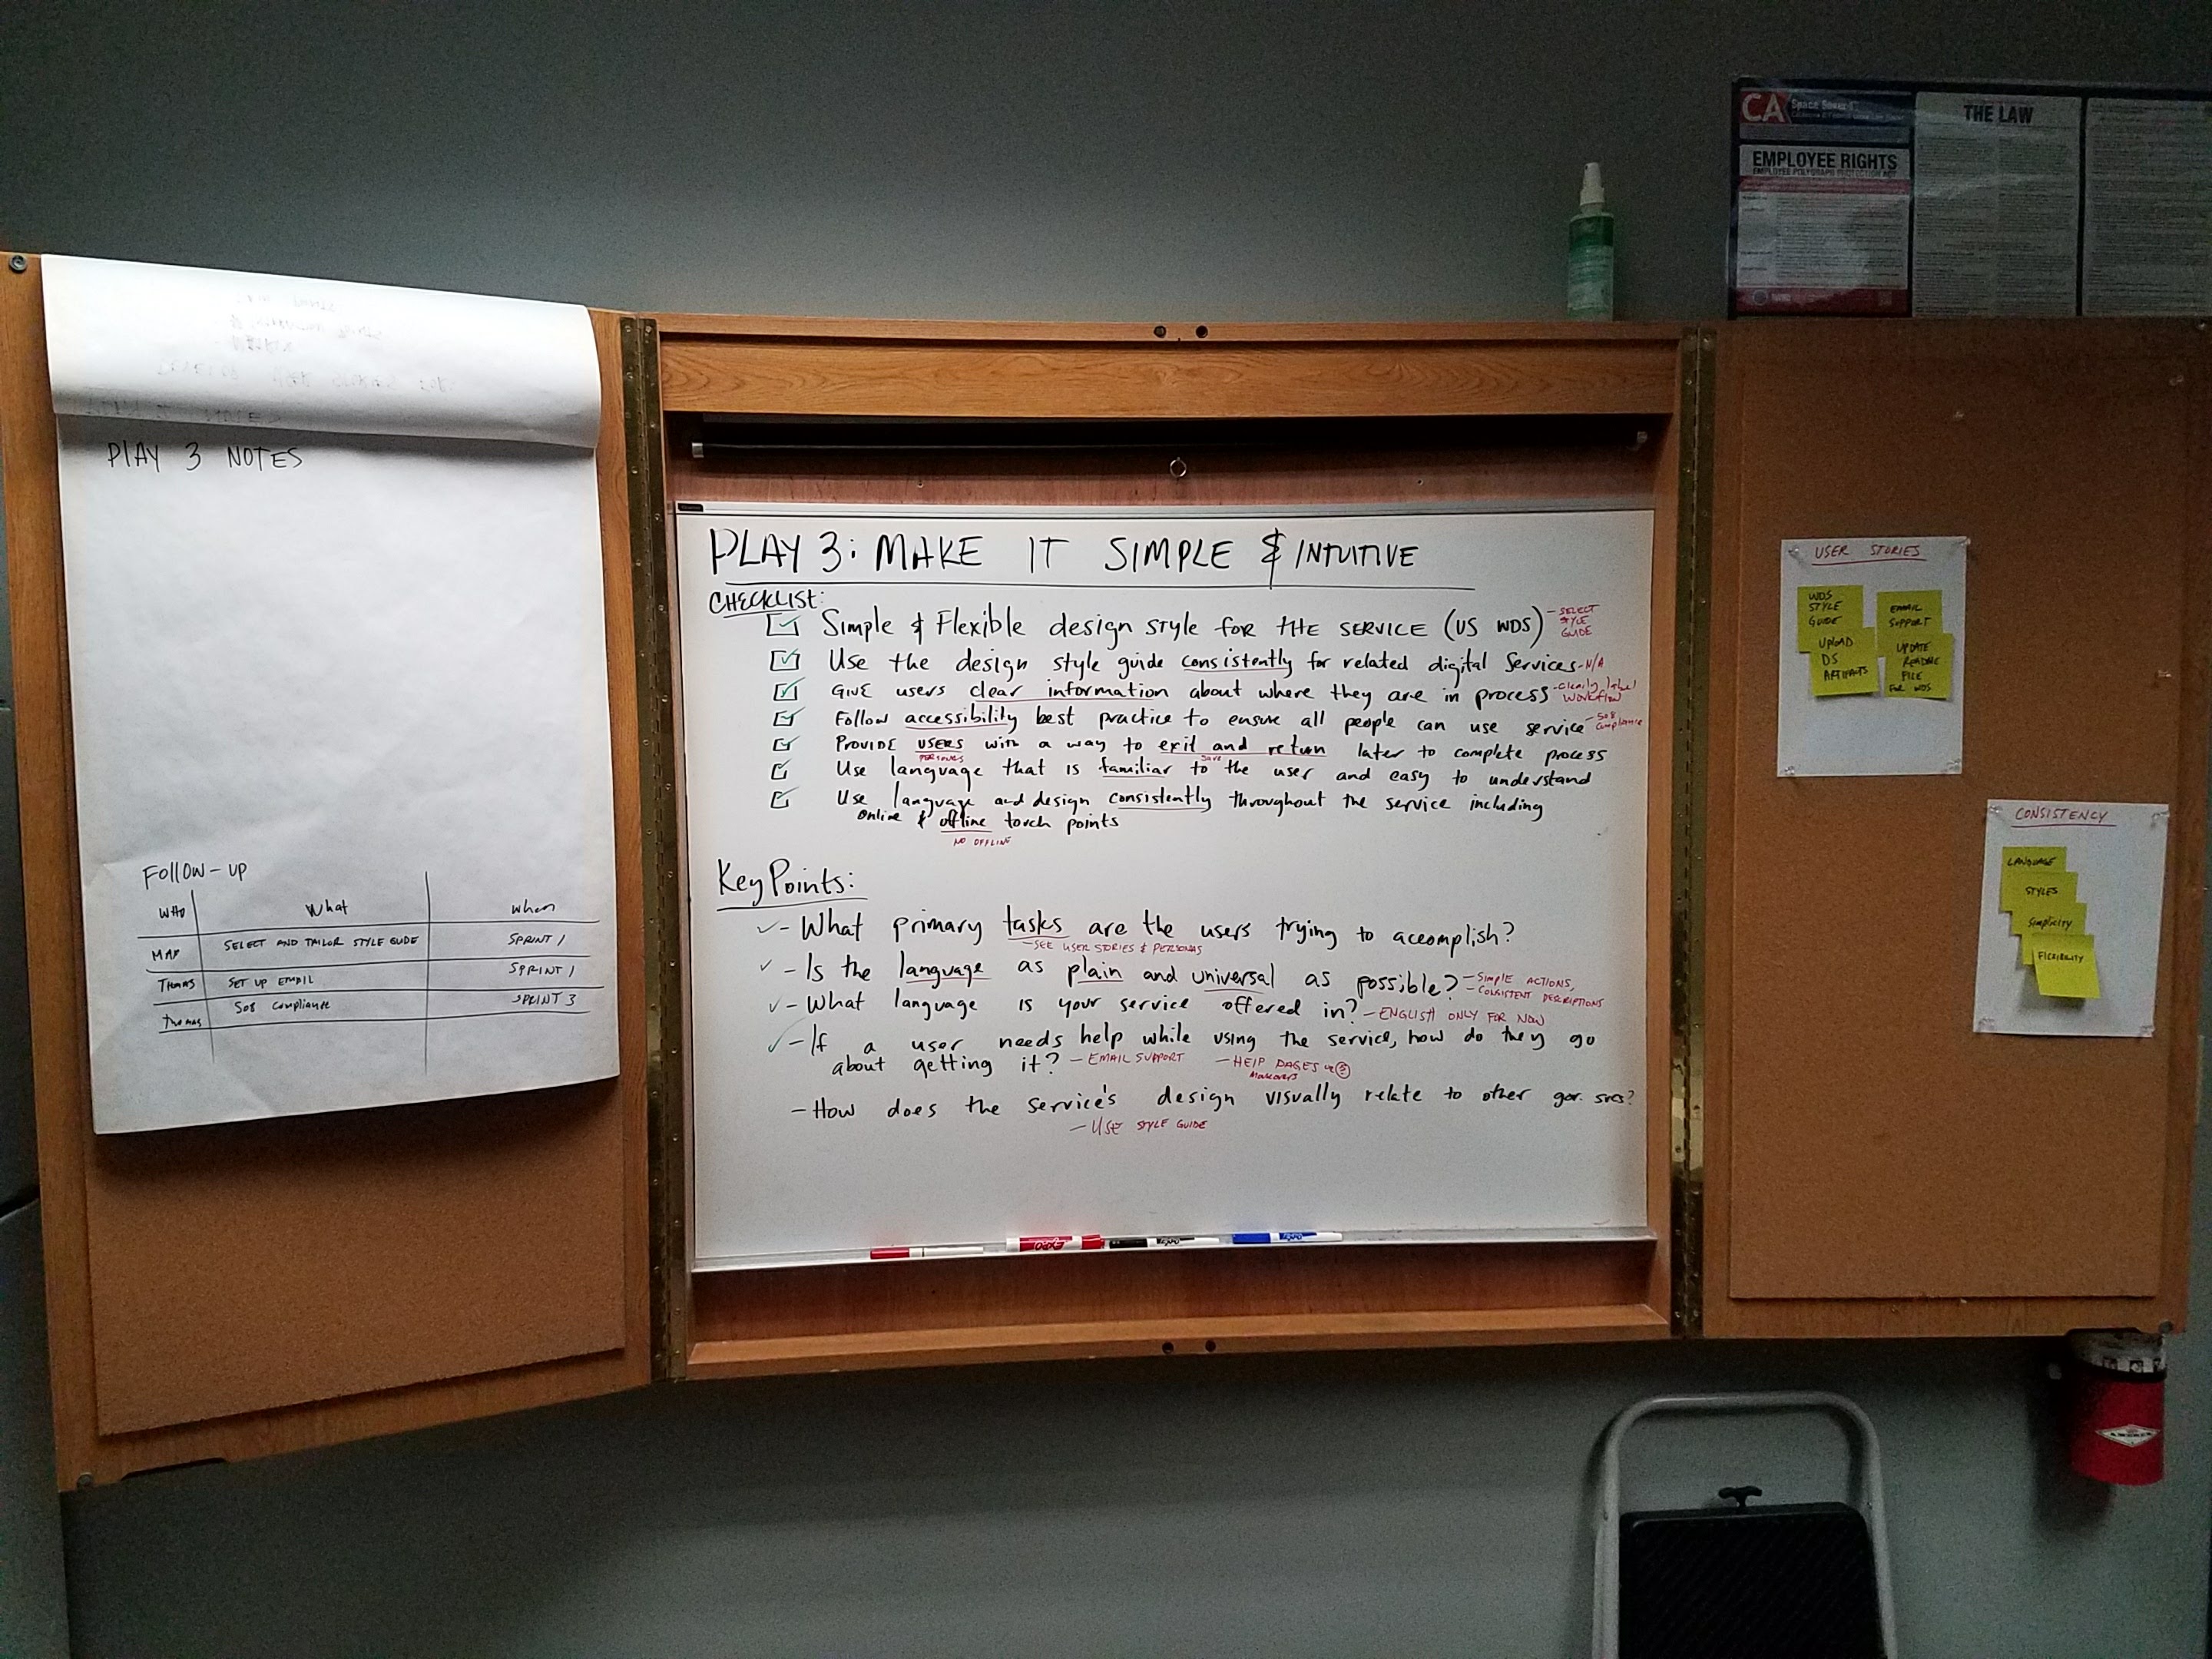 PLAY 3 NOTES
Follow-up
WHO What When
MAX SELECT AND TAILOR STYLE GUIDE SPRINT 1
Thomas SET UP EMAIL SPRINT 1
Thomas 508 Compliance SPRINT 3
PLAY 3: MAKE IT SIMPLE & INTUITIVE
CHECKLIST:
Simple & Flexible design style for the SERVICE (US WDS) - SELECT STYLE GUIDE
Use the design style guide consistently for related digital Services - N/A
GIVE users clear information about where they are in process - clearly label workflow
Follow accessibility best practice to ensure all people can use service - 508 compliance
PROVIDE USERS with a way to exit and return later to complete process
PERSONAS SAVE
Use language that is familiar to the user and easy to understand
Use language and design consistently throughout the service including
online & offline touch points
NO OFFLINE
Key Points:
- What primary tasks are the users trying to accomplish?
- SEE USER STORIES & PERSONAS
- Is the language as plain and universal as possible? - SIMPLE ACTIONS,
- CONSISTENT DESCRIPTIONS
- What language is your service offered in? - ENGLISH ONLY FOR NOW
- If a user needs help while using the service, how do they go
about getting it? - EMAIL SUPPORT - HELP PAGES
- How does the service's design visually relate to other gov. svcs?
- USE STYLE GUIDE
CA Space Saver
EMPLOYEE RIGHTS
EMPLOYEE POLYGRAPH PROTECTION ACT
THE LAW
USER STORIES
WDS
STYLE
GUIDE
UPLOAD
DS
ARTIFACTS
EMAIL
SUPPORT
UPDATE
README
FILE
FOR WDS
CONSISTENCY
LANGUAGE
STYLES
Simplicity
FLEXIBILITY
EXPO
EXPO
EXPO